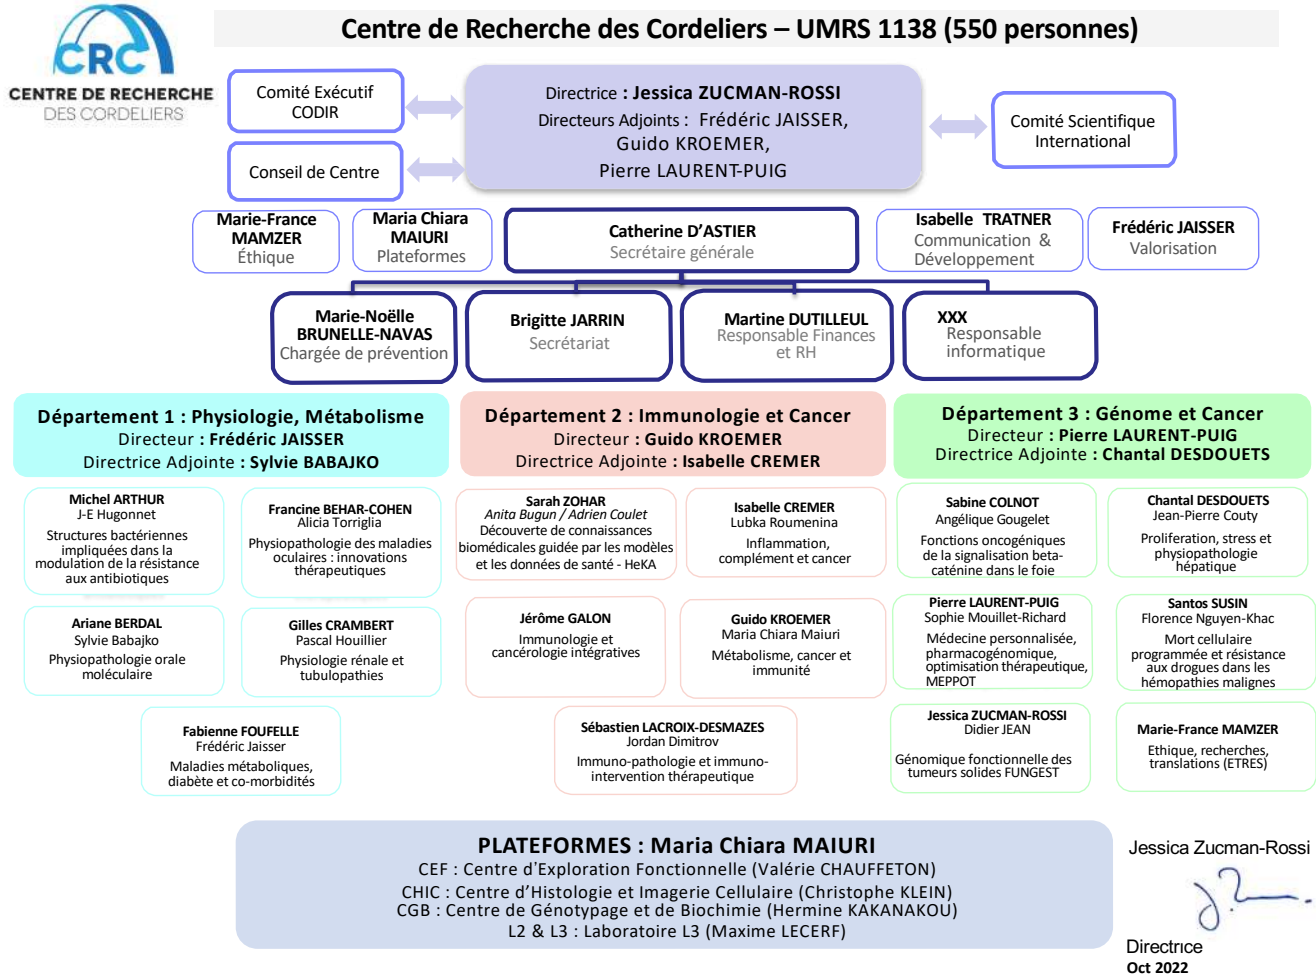 Centre de Recherche des Cordeliers – UMRS 1138 (550 personnes)
CRC
CENTRE DE RECHERCHE
DES CORDELIERS
Comité Exécutif
CODIR
Conseil de Centre
Directrice : Jessica ZUCMAN-ROSSI
Directeurs Adjoints : Frédéric JAISSER,
Guido KROEMER,
Pierre LAURENT-PUIG
Comité Scientifique
International
Marie-France
MAMZER
Éthique
Maria Chiara
MAIURI
Plateformes
Catherine D’ASTIER
Secrétaire générale
Isabelle TRATNER
Communication &
Développement
Frédéric JAISSER
Valorisation
Marie-Noëlle
BRUNELLE-NAVAS
Chargée de prévention
Brigitte JARRIN
Secrétariat
Martine DUTILLEUL
Responsable Finances
et RH
XXX
Responsable
informatique
Département 1 : Physiologie, Métabolisme
Directeur : Frédéric JAISSER
Directrice Adjointe : Sylvie BABAJKO
Département 2 : Immunologie et Cancer
Directeur : Guido KROEMER
Directrice Adjointe : Isabelle CREMER
Département 3 : Génome et Cancer
Directeur : Pierre LAURENT-PUIG
Directrice Adjointe : Chantal DESDOUETS
Michel ARTHUR
J-E Hugonnet
Structures bactériennes
impliquées dans la
modulation de la résistance
aux antibiotiques
Francine BEHAR-COHEN
Alicia Torriglia
Physiopathologie des maladies
oculaires : innovations
thérapeutiques
Sarah ZOHAR
Anita Bugun / Adrien Coulet
Découverte de connaissances
biomédicales guidée par les modèles
et les données de santé - HeKA
Isabelle CREMER
Lubka Roumenina
Inflammation,
complément et cancer
Sabine COLNOT
Angélique Gougelet
Fonctions oncogéniques
de la signalisation beta-
caténine dans le foie
Chantal DESDOUETS
Jean-Pierre Couty
Proliferation, stress et
physiopathologie
hépatique
Ariane BERDAL
Sylvie Babajko
Physiopathologie orale
moléculaire
Gilles CRAMBERT
Pascal Houillier
Physiologie rénale et
tubulopathies
Jérôme GALON
Immunologie et
cancérologie intégratives
Guido KROEMER
Maria Chiara Maiuri
Métabolisme, cancer et
immunité
Pierre LAURENT-PUIG
Sophie Mouillet-Richard
Médecine personnalisée,
pharmacogénomique,
optimisation thérapeutique,
MEPPOT
Santos SUSIN
Florence Nguyen-Khac
Mort cellulaire
programmée et résistance
aux drogues dans les
hémopathies malignes
Fabienne FOUFELLE
Frédéric Jaisser
Maladies métaboliques,
diabète et co-morbidités
Sébastien LACROIX-DESMAZES
Jordan Dimitrov
Immuno-pathologie et immuno-
intervention thérapeutique
Jessica ZUCMAN-ROSSI
Didier JEAN
Génomique fonctionnelle des
tumeurs solides FUNGEST
Marie-France MAMZER
Ethique, recherches,
translations (ETRES)
PLATEFORMES : Maria Chiara MAIURI
CEF : Centre d’Exploration Fonctionnelle (Valérie CHAUFFETON)
CHIC : Centre d’Histologie et Imagerie Cellulaire (Christophe KLEIN)
CGB : Centre de Génotypage et de Biochimie (Hermine KAKANAKOU)
L2 & L3 : Laboratoire L3 (Maxime LECERF)
Jessica Zucman-Rossi
Directrice
Oct 2022